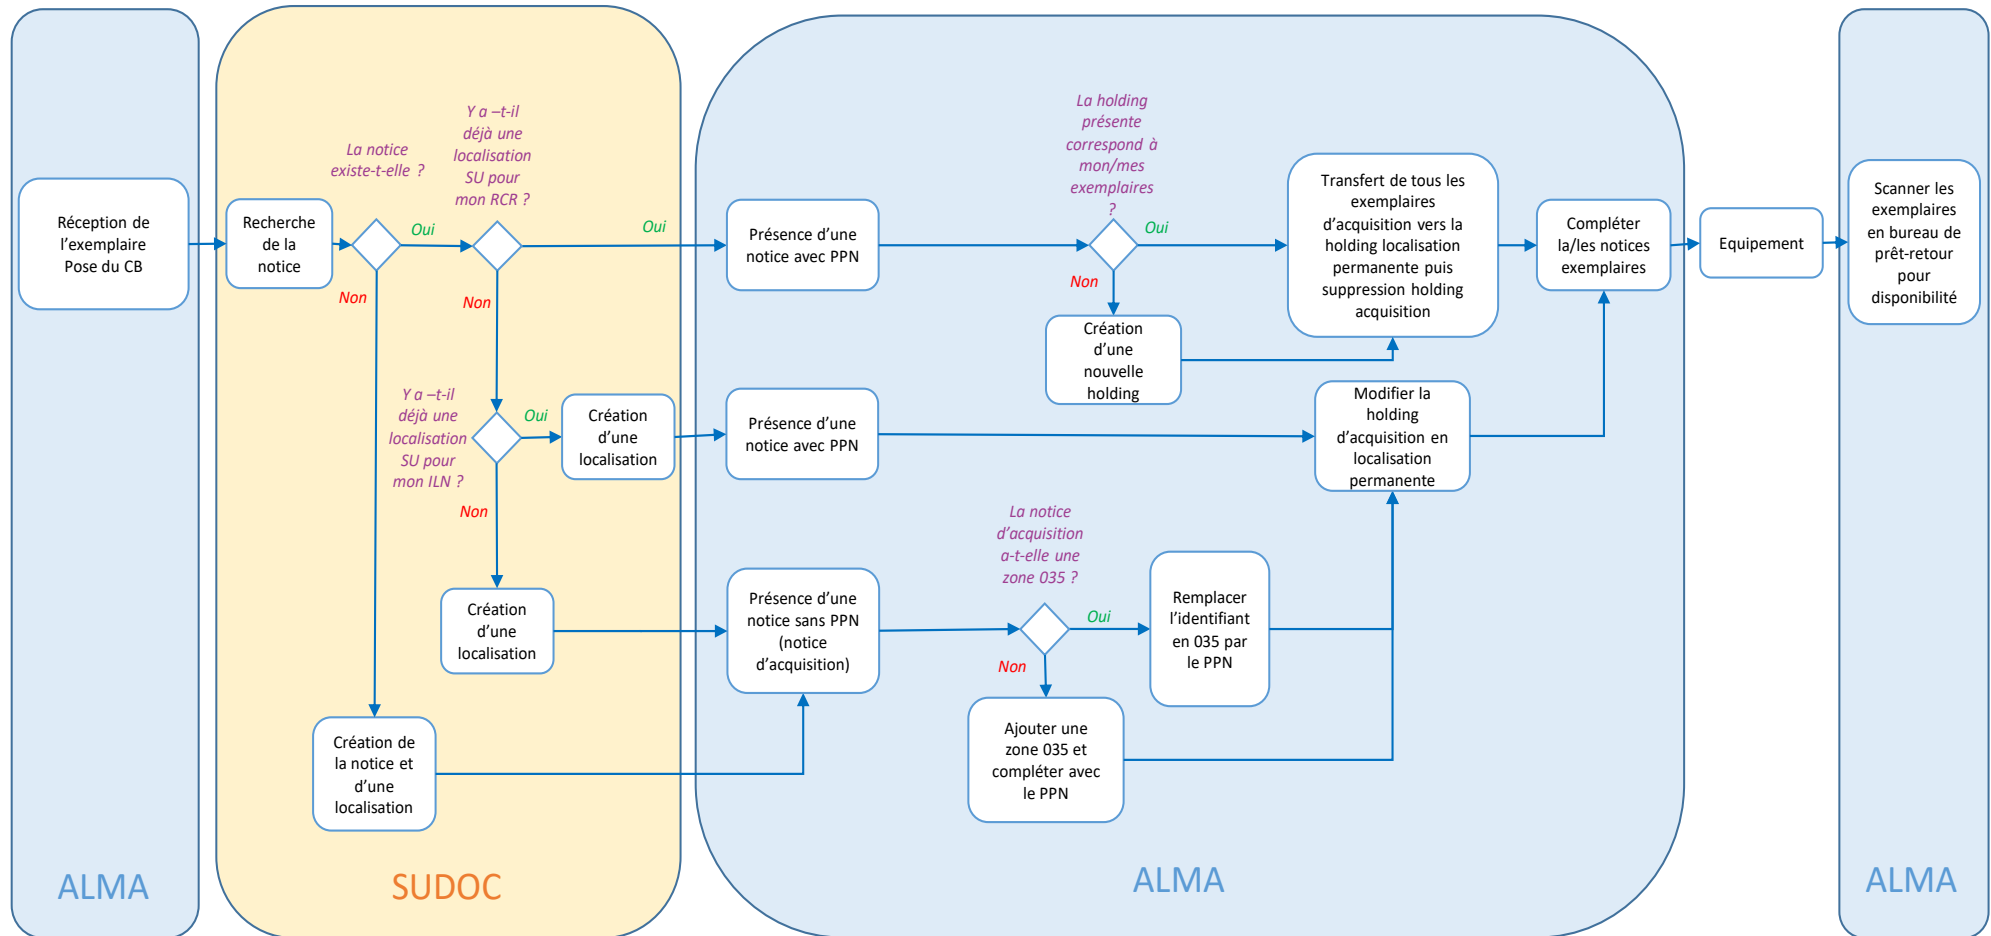 Réception de
l'exemplaire
Pose du CB
ALMA
Recherche
de la
notice
La notice
existe-t-elle ?
Oui
Non
Y a –t-il
déjà une
localisation
SU pour
mon RCR ?
Oui
Non
Y a –t-il
déjà une
localisation
SU pour
mon ILN ?
Oui
Non
Création
d'une
localisation
Création
d'une
localisation
Création de
la notice et
d'une
localisation
SUDOC
Présence d'une
notice avec PPN
La holding
présente
correspond à
mon/mes
exemplaires
?
Oui
Non
Création
d'une
nouvelle
holding
Transfert de tous les
exemplaires
d'acquisition vers la
holding localisation
permanente puis
suppression holding
acquisition
Compléter
la/les notices
exemplaires
Présence d'une
notice avec PPN
Modifier la
holding
d'acquisition en
localisation
permanente
Présence d'une
notice sans PPN
(notice
d'acquisition)
La notice
d'acquisition
a-t-elle une
zone 035 ?
Oui
Non
Remplacer
l'identifiant
en 035 par
le PPN
Ajouter une
zone 035 et
compléter avec
le PPN
ALMA
Equipement
Scanner les
exemplaires
en bureau de
prêt-retour
pour
disponibilité
ALMA